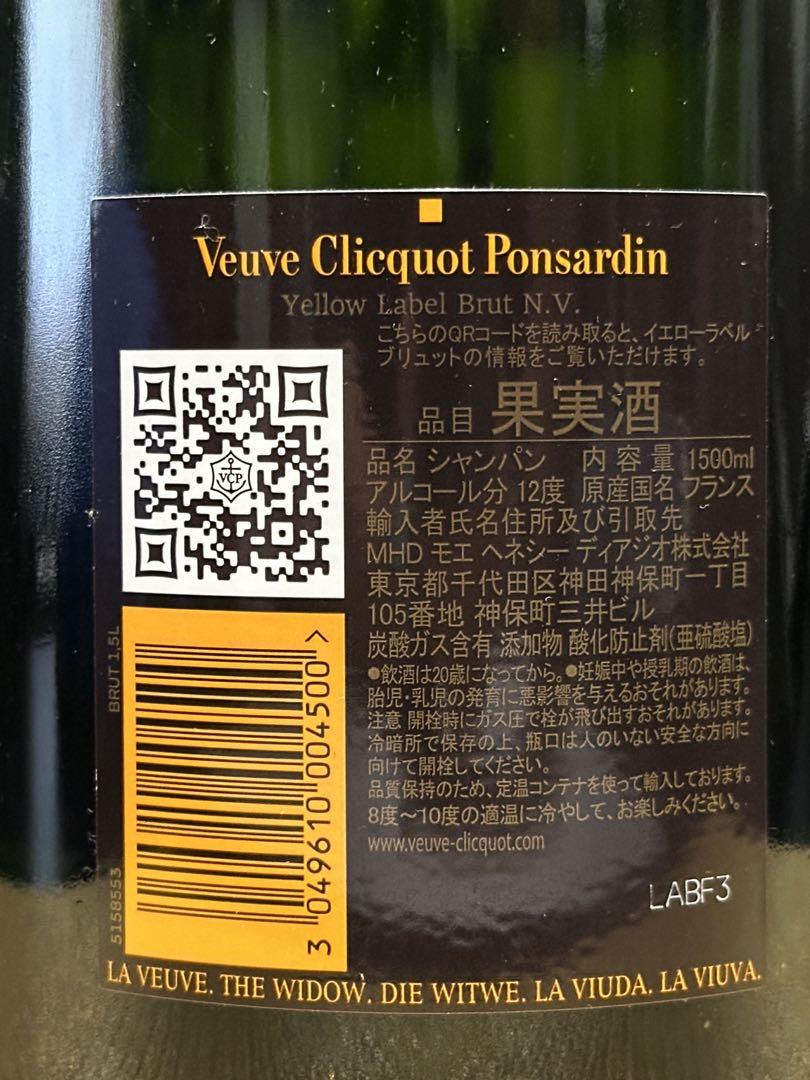 Veuve Clicquot Ponsardin
Yellow Label Brut N.V.
こちらのQRコードを読み取ると、イエローラベル
ブリュットの情報をご覧いただけます。
VCP
品目 果実酒
品名 シャンパン 内容量 1500ml
アルコール分 12度 原産国名 フランス
輸入者氏名住所及び引取先
MHD モエ ヘネシー ディアジオ株式会社
東京都千代田区神田神保町一丁目
105番地 神保町三井ビル
炭酸ガス含有 添加物 酸化防止剤(亜硫酸塩)
●飲酒は20歳になってから。●妊娠中や授乳期の飲酒は、
胎児・乳児の発育に悪影響を与えるおそれがあります。
注意 開栓時にガス圧で栓が飛び出すおそれがあります。
冷暗所で保存の上、瓶口は人のいない安全な方向に
向けて開栓してください。
品質保持のため、定温コンテナを使って輸入しております。
8度～10度の適温に冷やして、お楽しみください。
www.veuve-clicquot.com
BRUT 1,5L
5158553
3 049610 004500 >
LABF3
LA VEUVE. THE WIDOW. DIE WITWE. LA VIUDA. LA VIUVA.